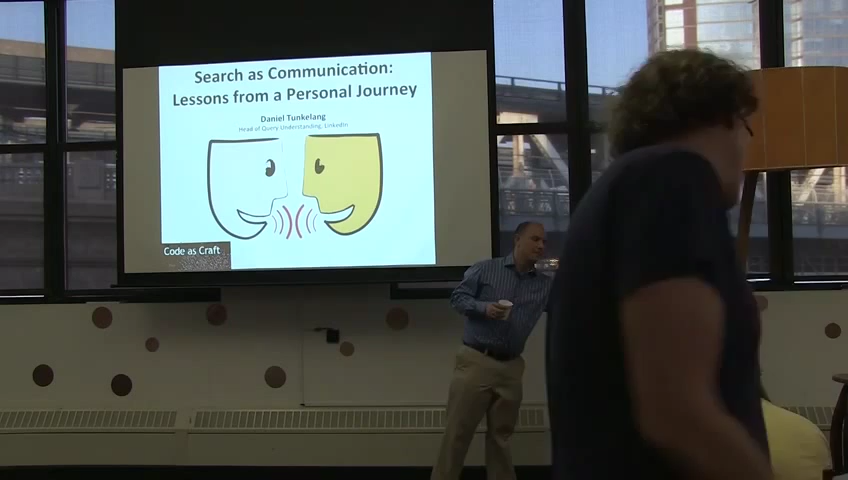 Search as Communication:
Lessons from a Personal Journey
Daniel Tunkelang
Head of Query Understanding, LinkedIn
Code as Craft